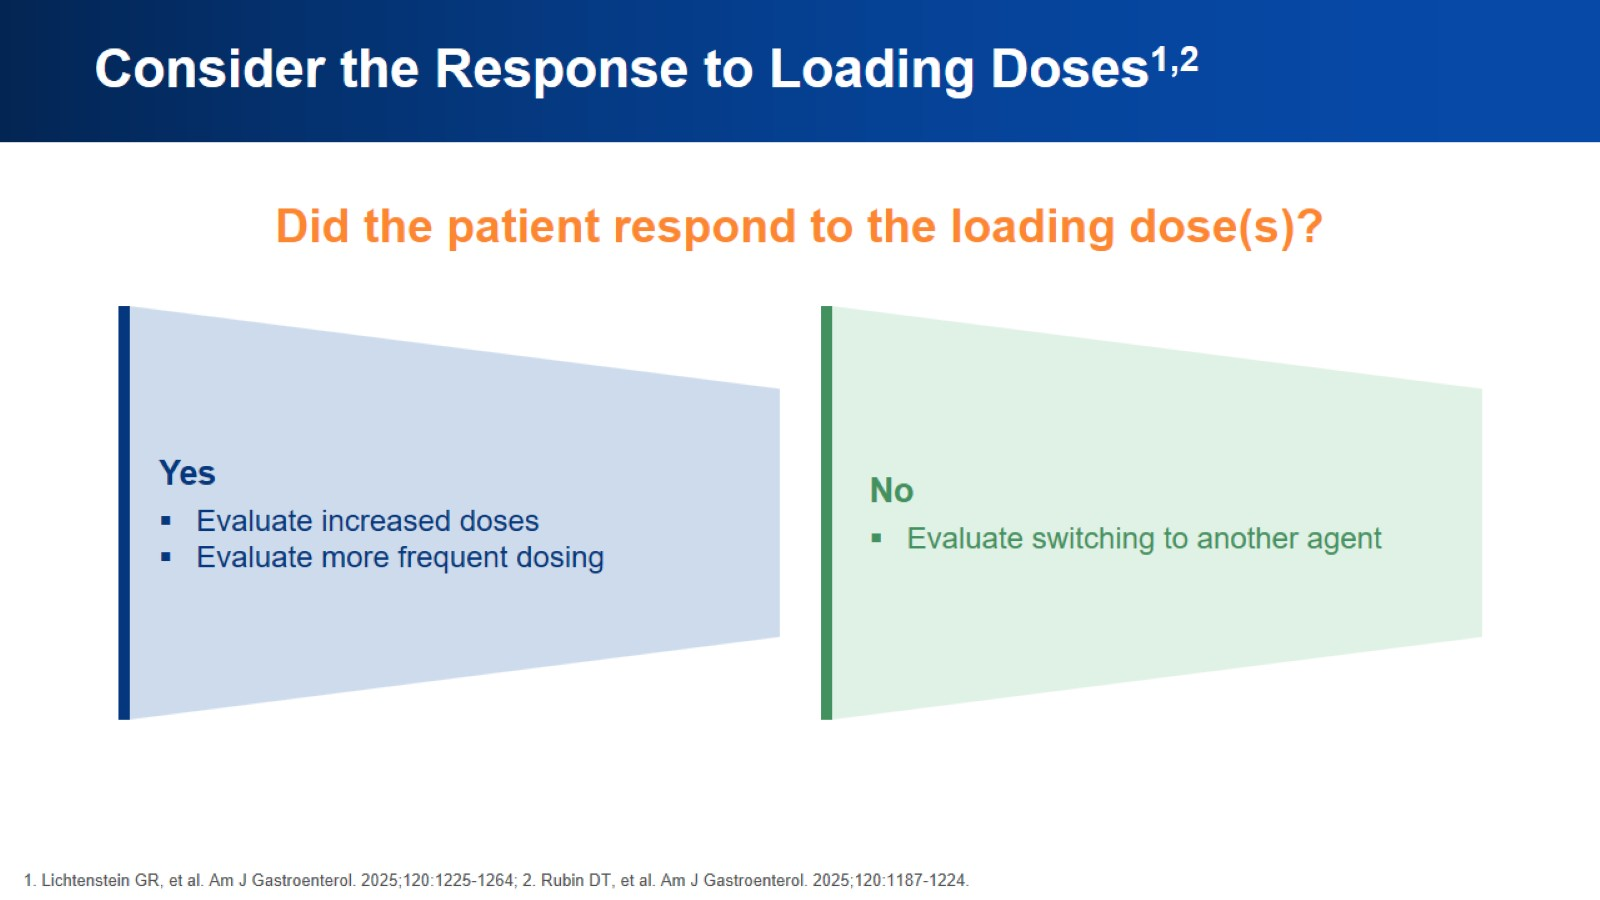 Consider the Response to Loading Doses1,2
Did the patient respond to the loading dose(s)?
Yes
▪ Evaluate increased doses
▪ Evaluate more frequent dosing
No
▪ Evaluate switching to another agent
1. Lichtenstein GR, et al. Am J Gastroenterol. 2025;120:1225-1264; 2. Rubin DT, et al. Am J Gastroenterol. 2025;120:1187-1224.